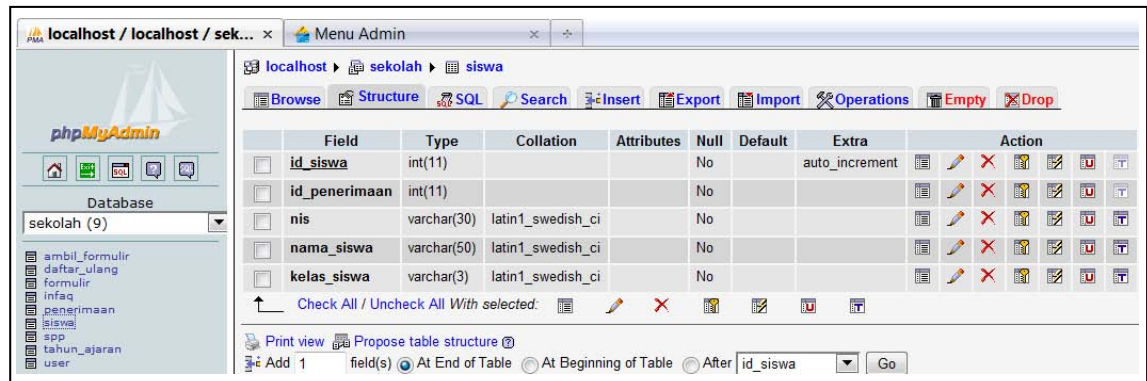 localhost / localhost / sek... × Menu Admin ×
localhost ▸ sekolah ▸ siswa
Browse Structure SQL Search Insert Export Import Operations Empty Drop
phpMyAdmin
SQL
Database
sekolah (9)
ambil_formulir
daftar_ulang
formulir
infaq
penerimaan
siswa
spp
tahun_ajaran
user
Field Type Collation Attributes Null Default Extra Action
id_siswa int(11) No auto_increment
id_penerimaan int(11) No
nis varchar(30) latin1_swedish_ci No
nama_siswa varchar(50) latin1_swedish_ci No
kelas_siswa varchar(3) latin1_swedish_ci No
Check All / Uncheck All With selected:
Print view Propose table structure
Add 1 field(s) At End of Table At Beginning of Table After id_siswa Go